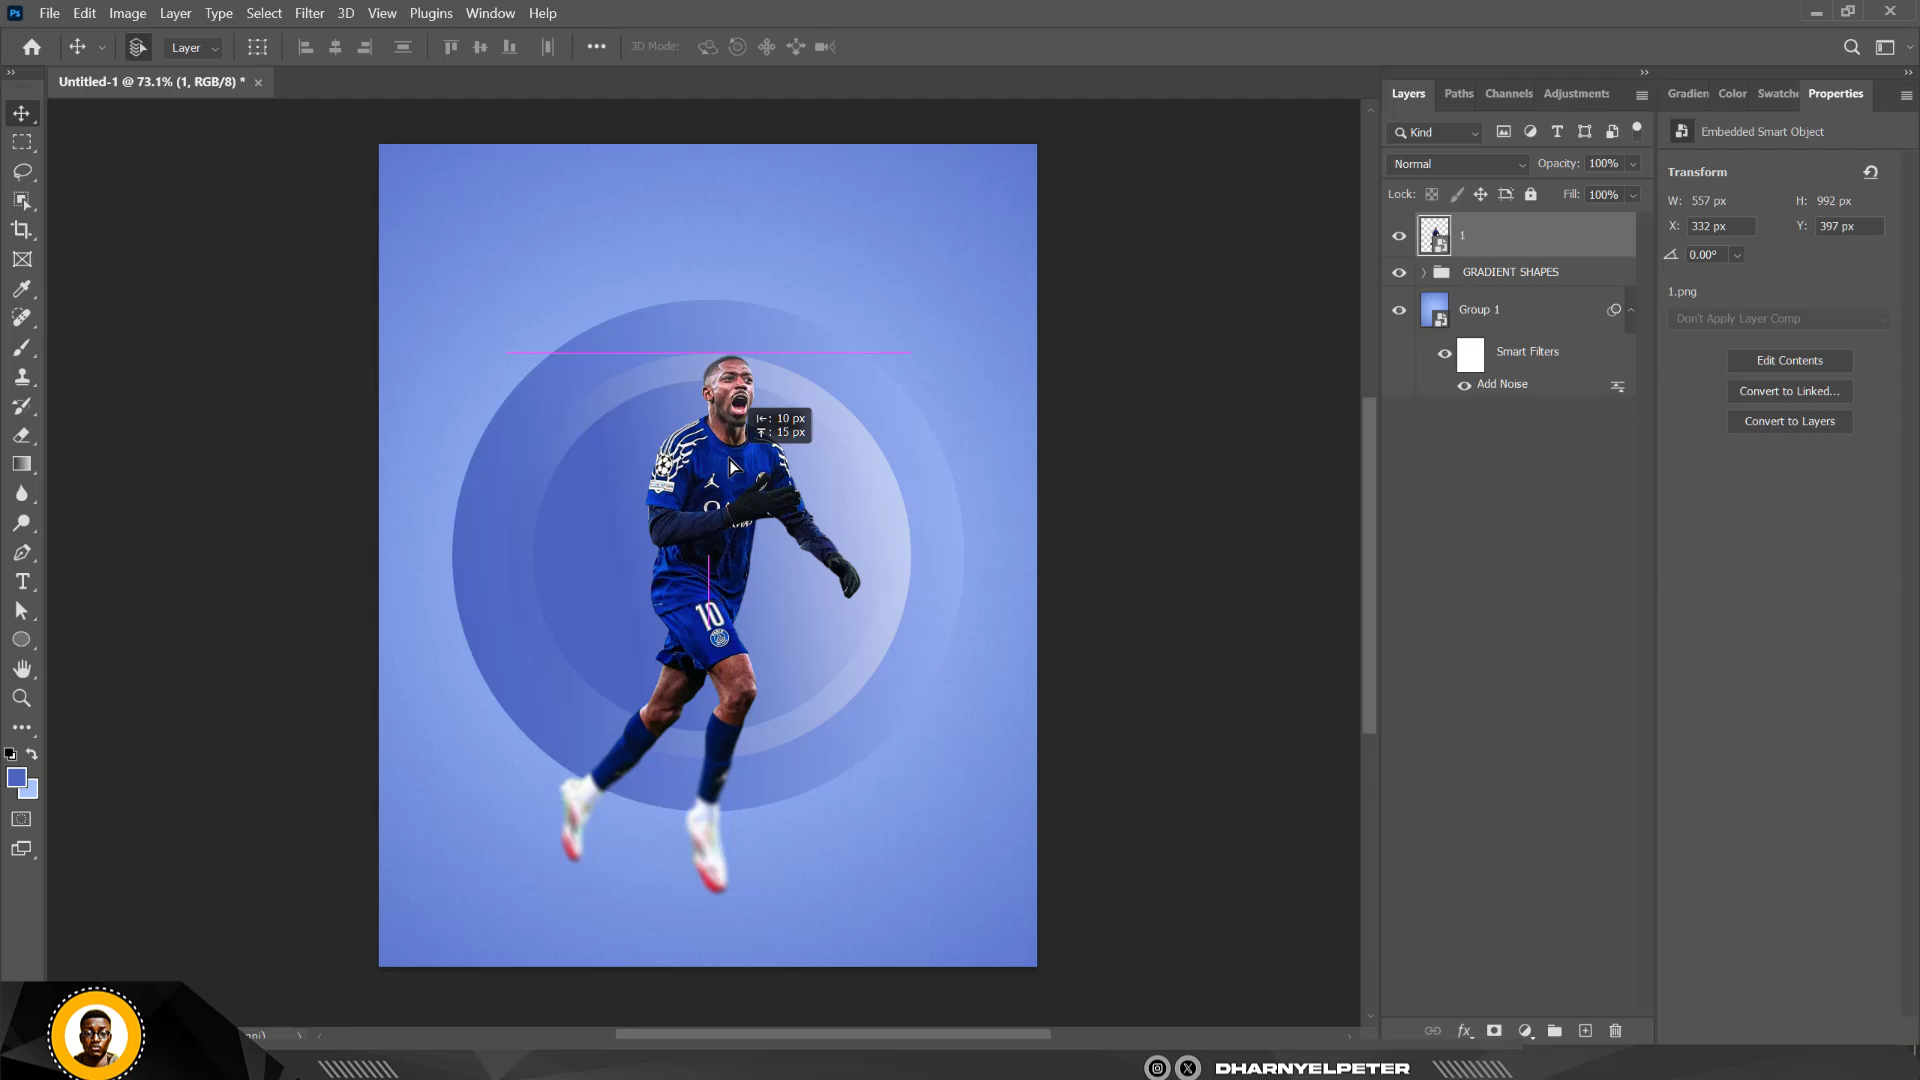 Ps File Edit Image Layer Type Select Filter 3D View Plugins Window Help
Layer 3D Mode:
Untitled-1 @ 73.1% (1, RGB/8) *
Layers Paths Channels Adjustments
Gradien Color Swatche Properties
Kind
Embedded Smart Object
Normal Opacity: 100%
Transform
Lock: Fill: 100%
W: 557 px H: 992 px
X: 332 px Y: 397 px
1
0.00°
GRADIENT SHAPES
1.png
Group 1
Don't Apply Layer Comp
Smart Filters
Edit Contents
Add Noise
Convert to Linked...
Convert to Layers
: 10 px
: 15 px
10
fx
DHARNYELPETER